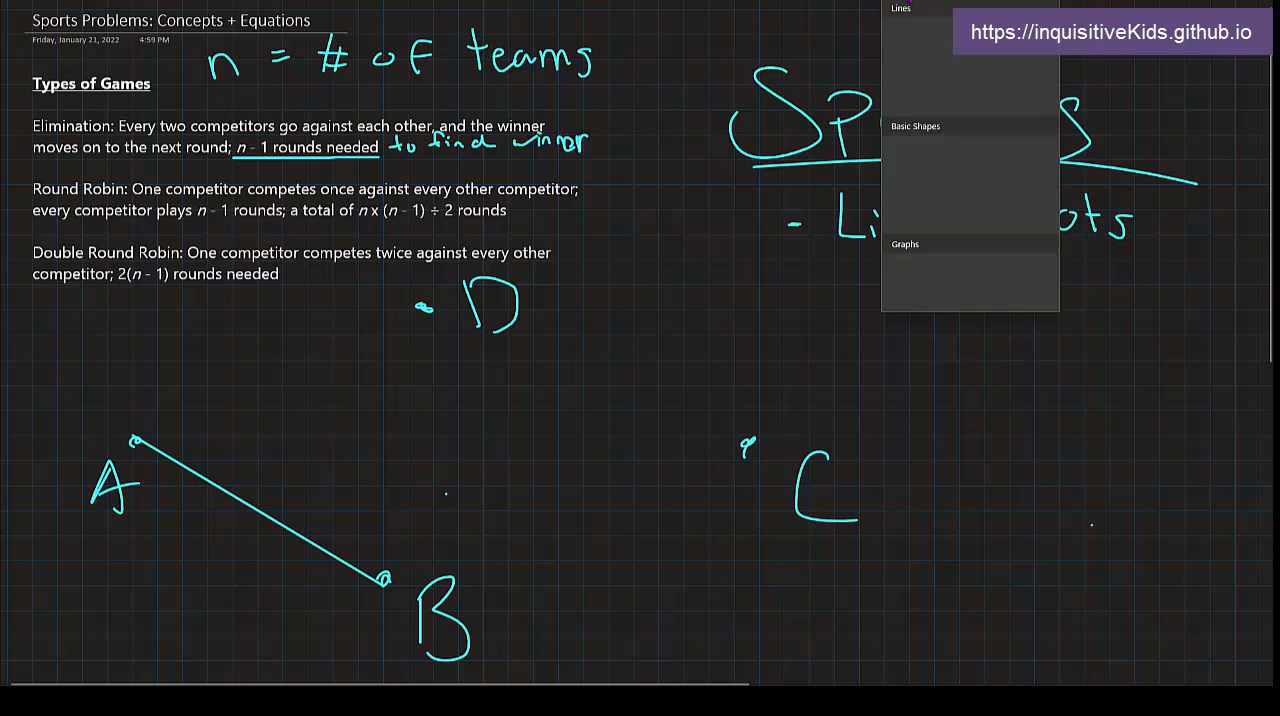 Sports Problems: Concepts + Equations
Friday, January 21, 2022 4:59 PM
n = # of teams
Types of Games
Elimination: Every two competitors go against each other, and the winner
moves on to the next round; n - 1 rounds needed to find winner
Round Robin: One competitor competes once against every other competitor;
every competitor plays n - 1 rounds; a total of n x (n - 1) ÷ 2 rounds
Double Round Robin: One competitor competes twice against every other
competitor; 2(n - 1) rounds needed
Lines
https://inquisitiveKids.github.io
Basic Shapes
Graphs
D
A
C
B